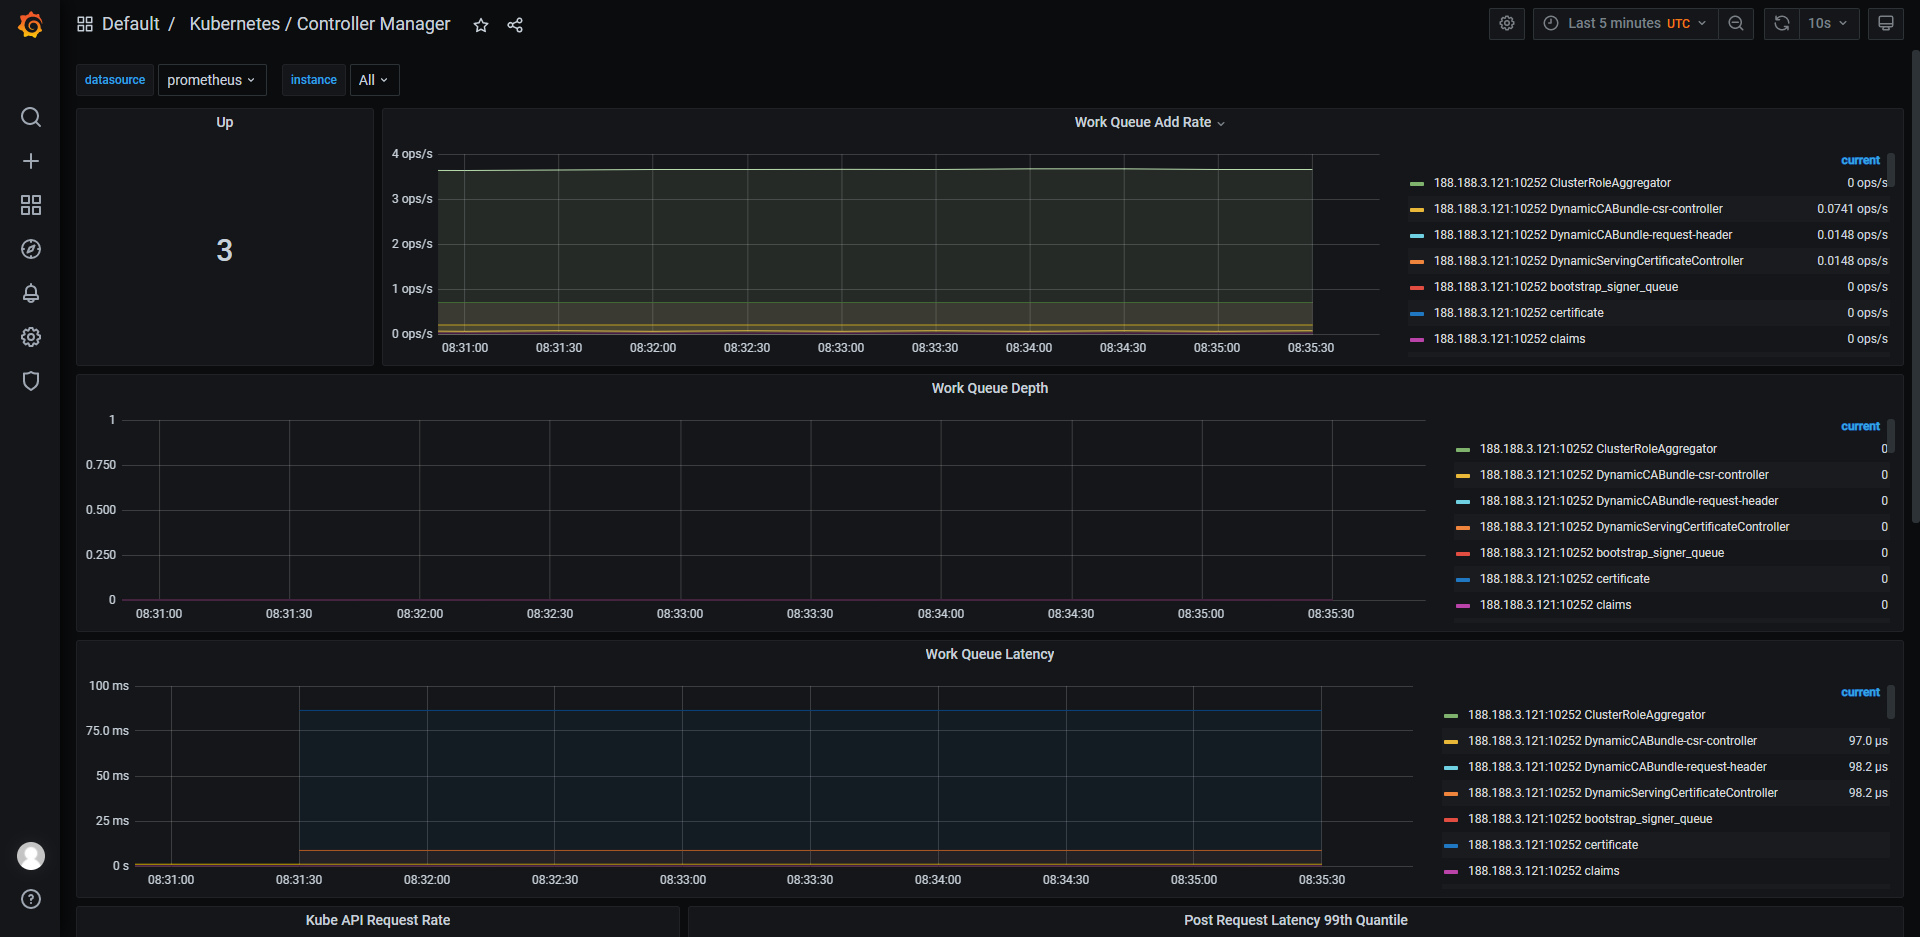 Default / Kubernetes / Controller Manager
Last 5 minutes UTC
10s
datasource prometheus instance All
Up
3
Work Queue Add Rate
4 ops/s
3 ops/s
2 ops/s
1 ops/s
0 ops/s
08:31:00 08:31:30 08:32:00 08:32:30 08:33:00 08:33:30 08:34:00 08:34:30 08:35:00 08:35:30
current
188.188.3.121:10252 ClusterRoleAggregator 0 ops/s
188.188.3.121:10252 DynamicCABundle-csr-controller 0.0741 ops/s
188.188.3.121:10252 DynamicCABundle-request-header 0.0148 ops/s
188.188.3.121:10252 DynamicServingCertificateController 0.0148 ops/s
188.188.3.121:10252 bootstrap_signer_queue 0 ops/s
188.188.3.121:10252 certificate 0 ops/s
188.188.3.121:10252 claims 0 ops/s
Work Queue Depth
1
0.750
0.500
0.250
0
08:31:00 08:31:30 08:32:00 08:32:30 08:33:00 08:33:30 08:34:00 08:34:30 08:35:00 08:35:30
current
188.188.3.121:10252 ClusterRoleAggregator 0
188.188.3.121:10252 DynamicCABundle-csr-controller 0
188.188.3.121:10252 DynamicCABundle-request-header 0
188.188.3.121:10252 DynamicServingCertificateController 0
188.188.3.121:10252 bootstrap_signer_queue 0
188.188.3.121:10252 certificate 0
188.188.3.121:10252 claims 0
Work Queue Latency
100 ms
75.0 ms
50 ms
25 ms
0 s
08:31:00 08:31:30 08:32:00 08:32:30 08:33:00 08:33:30 08:34:00 08:34:30 08:35:00 08:35:30
current
188.188.3.121:10252 ClusterRoleAggregator
188.188.3.121:10252 DynamicCABundle-csr-controller 97.0 µs
188.188.3.121:10252 DynamicCABundle-request-header 98.2 µs
188.188.3.121:10252 DynamicServingCertificateController 98.2 µs
188.188.3.121:10252 bootstrap_signer_queue
188.188.3.121:10252 certificate
188.188.3.121:10252 claims
Kube API Request Rate
Post Request Latency 99th Quantile